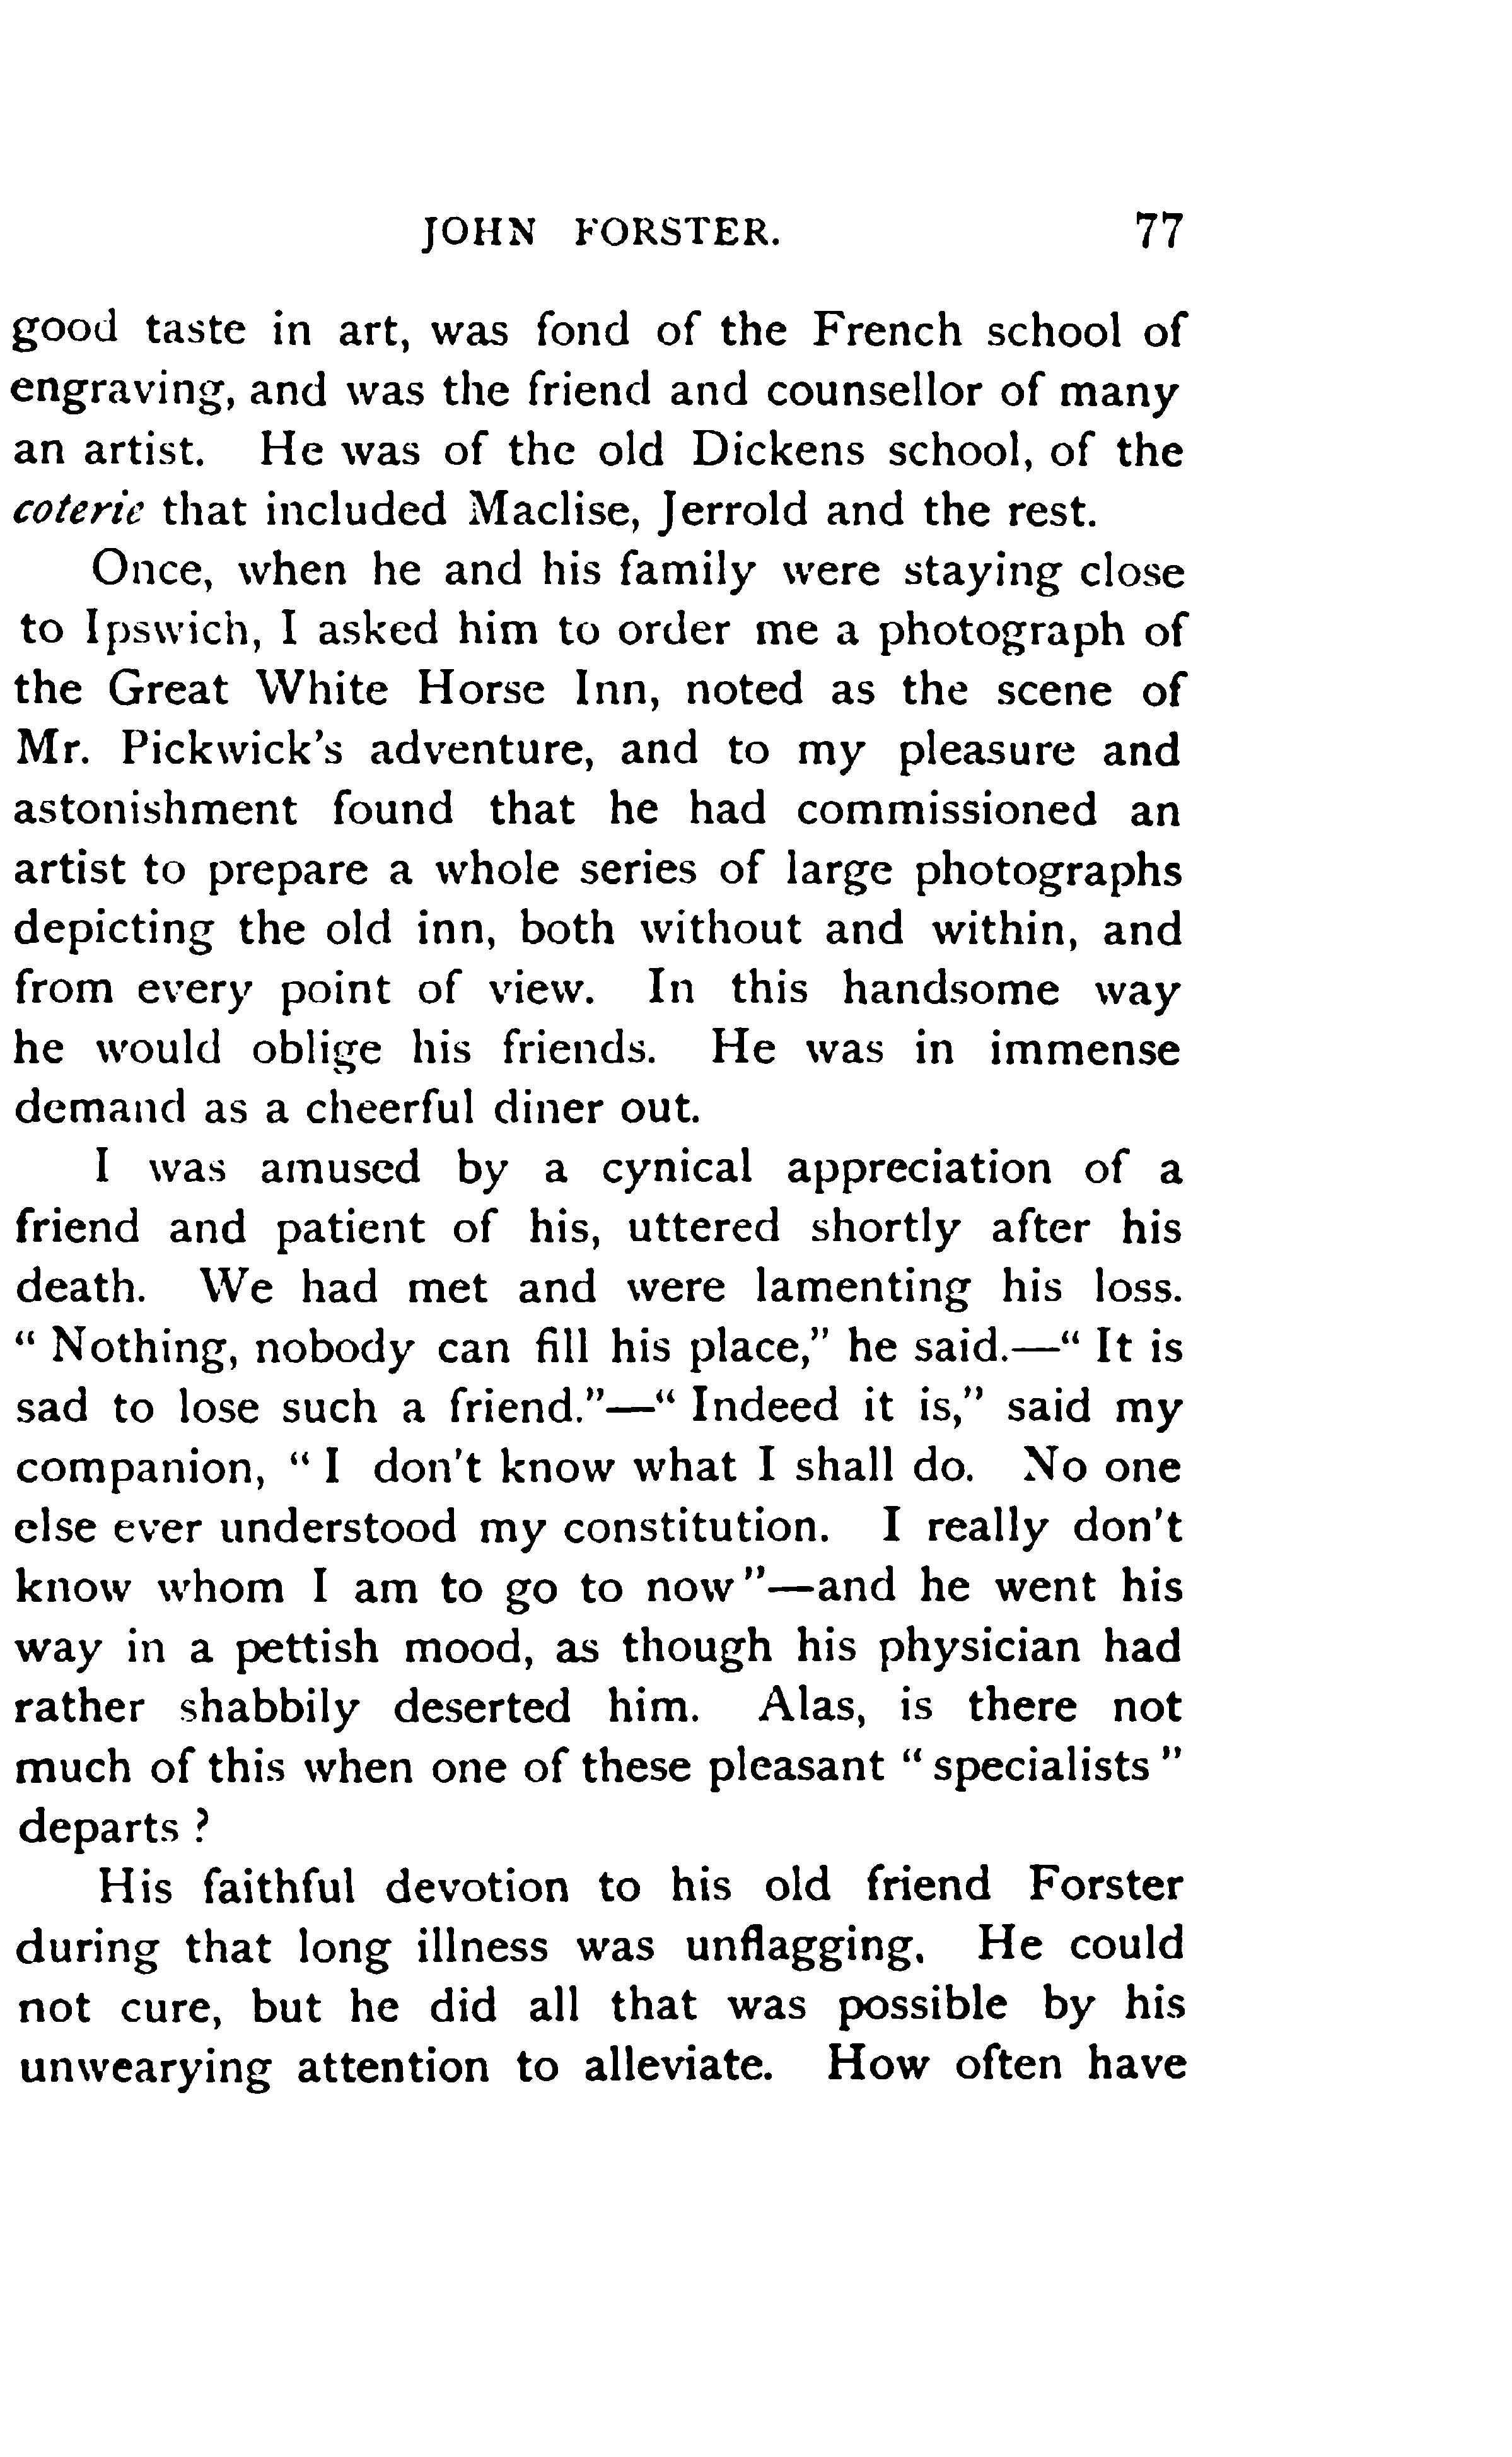 JOHN FORSTER. 77
good taste in art, was fond of the French school of
engraving, and was the friend and counsellor of many
an artist. He was of the old Dickens school, of the
coterie that included Maclise, Jerrold and the rest.
Once, when he and his family were staying close
to Ipswich, I asked him to order me a photograph of
the Great White Horse Inn, noted as the scene of
Mr. Pickwick's adventure, and to my pleasure and
astonishment found that he had commissioned an
artist to prepare a whole series of large photographs
depicting the old inn, both without and within, and
from every point of view. In this handsome way
he would oblige his friends. He was in immense
demand as a cheerful diner out.
I was amused by a cynical appreciation of a
friend and patient of his, uttered shortly after his
death. We had met and were lamenting his loss.
“ Nothing, nobody can fill his place,” he said.—“ It is
sad to lose such a friend.”—“ Indeed it is,” said my
companion, “ I don't know what I shall do. No one
else ever understood my constitution. I really don't
know whom I am to go to now ”—and he went his
way in a pettish mood, as though his physician had
rather shabbily deserted him. Alas, is there not
much of this when one of these pleasant “ specialists ”
departs ?
His faithful devotion to his old friend Forster
during that long illness was unflagging. He could
not cure, but he did all that was possible by his
unwearying attention to alleviate. How often have